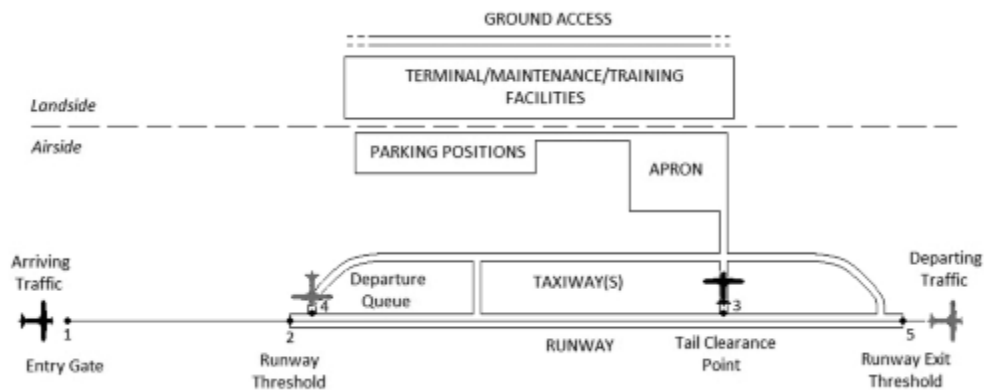 GROUND ACCESS
TERMINAL/MAINTENANCE/TRAINING
FACILITIES
Landside
Airside
PARKING POSITIONS
APRON
Arriving
Traffic
Departure
Queue
TAXIWAY(S)
Departing
Traffic
4
3
1
2
5
Entry Gate
Runway
Threshold
RUNWAY
Tail Clearance
Point
Runway Exit
Threshold